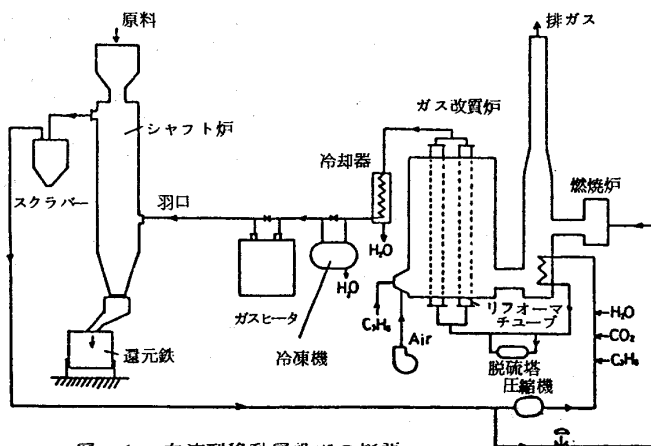 原料
排ガス
ガス改質炉
シャフト炉
冷却器
燃焼炉
スクラバー
羽口
H₂O
H₂O
ガスヒータ
冷凍機
C₃H₈
Air
リフォーマ
チューブ
H₂O
CO₂
C₃H₈
脱硫塔
圧縮機
還元鉄